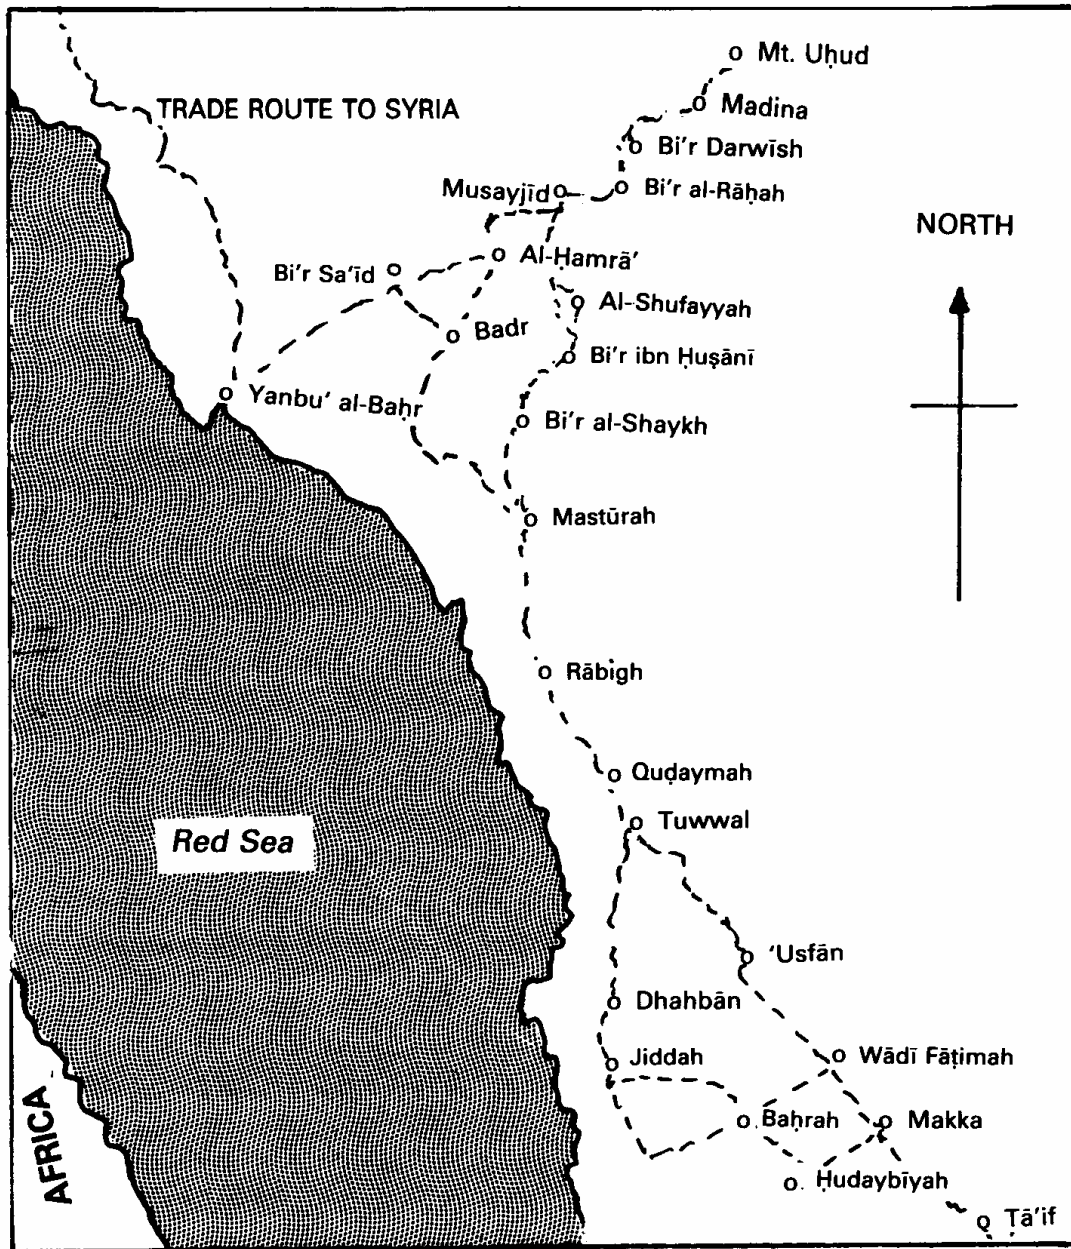 Mt. Uḥud
TRADE ROUTE TO SYRIA
Madina
Bi'r Darwīsh
Musayjīd
Bi'r al-Rāḥah
NORTH
Al-Ḥamrā'
Bi'r Sa'īd
Al-Shufayyah
Badr
Bi'r ibn Ḥuṣānī
Yanbu' al-Baḥr
Bi'r al-Shaykh
Mastūrah
Rābigh
Quḍaymah
Tuwwal
Red Sea
'Usfān
Dhahbān
Jiddah
Wādī Fāṭimah
AFRICA
Baḥrah
Makka
Ḥudaybīyah
Ṭā'if